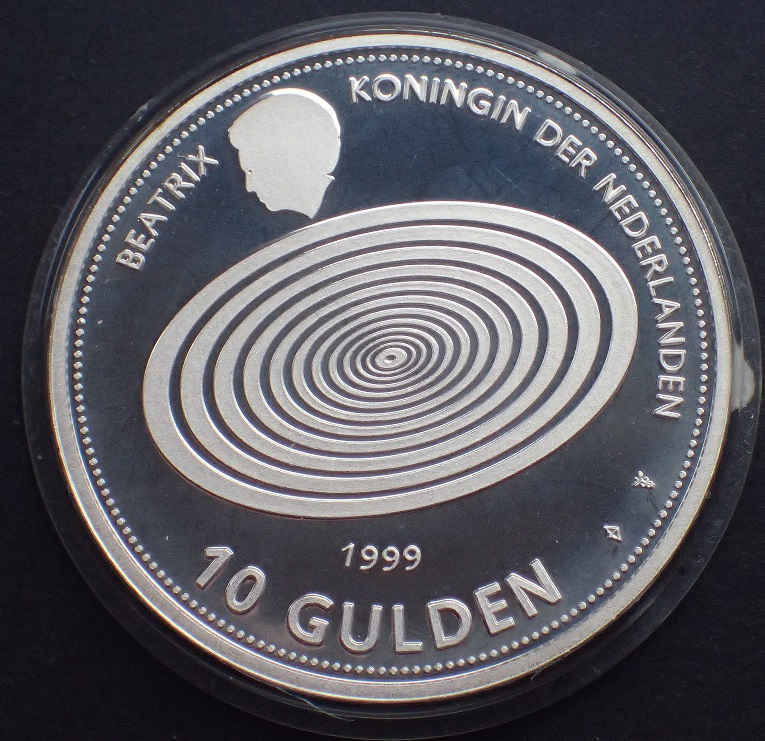 BEATRIX KONINGIN DER NEDERLANDEN
1999
10 GULDEN